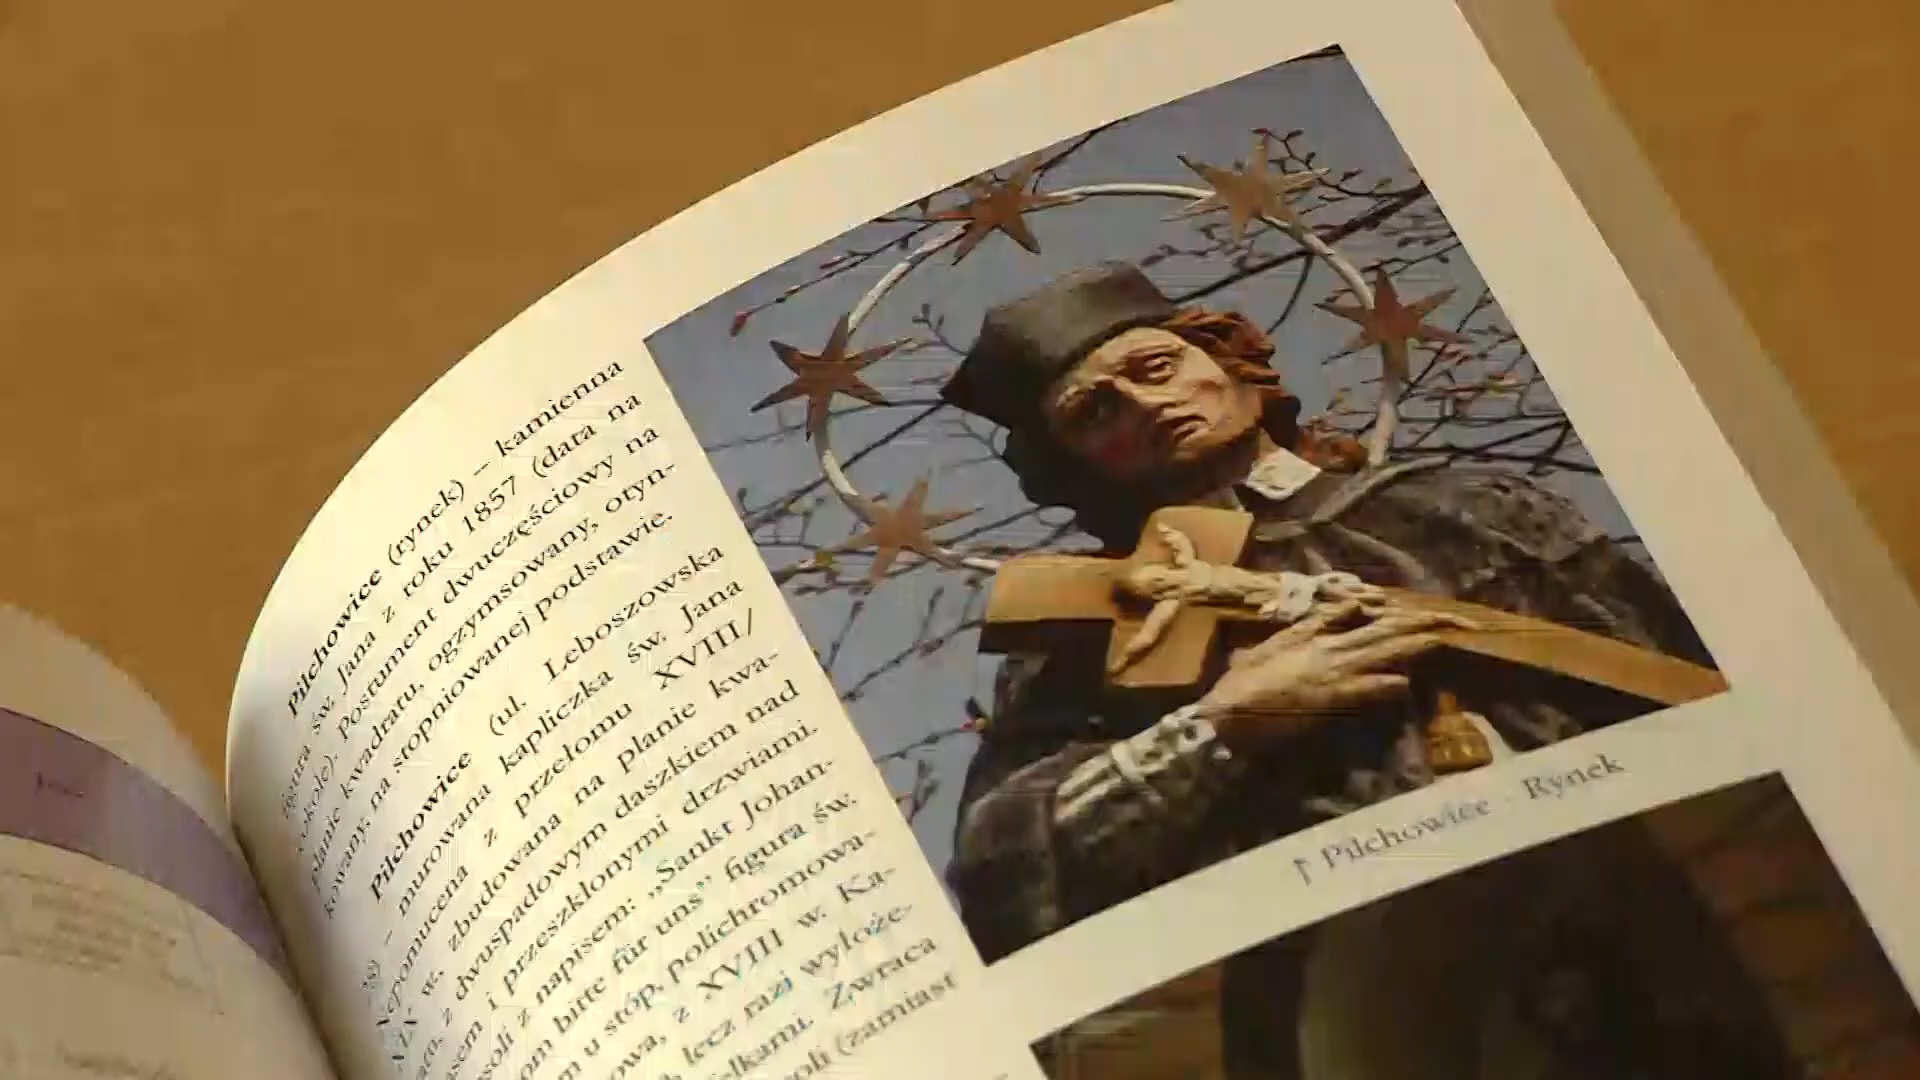 Pilchowice (rynek) – kamienna
figura św. Jana z roku 1857 (data na
cokole). Postument dwuczęściowy na
planie kwadratu, ogzymsowany, otyn-
kowany, na stopniowanej podstawie.
Pilchowice (ul. Leboszowska
– murowana kapliczka św. Jana
Nepomucena z przełomu XVIII/
XIX w. zbudowana na planie kwa-
z dwuspadowym daszkiem nad
i przeszklonymi drzwiami.
z napisem: „Sankt Johan-
bitte für uns” figura św.
u stóp, polichromowa-
z XVIII w. Ka-
lecz razi wyłoże-
Zwraca
(zamiast
↑ Pilchowice - Rynek